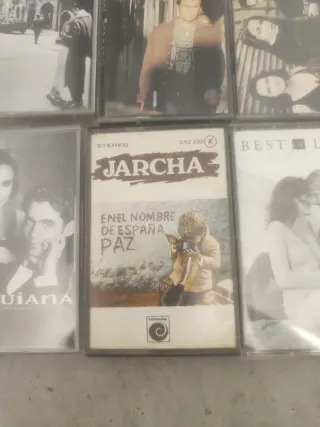 STEREO
K
JARCHA
EN EL NOMBRE
DE ESPAÑA
PAZ
UIANA
BEST